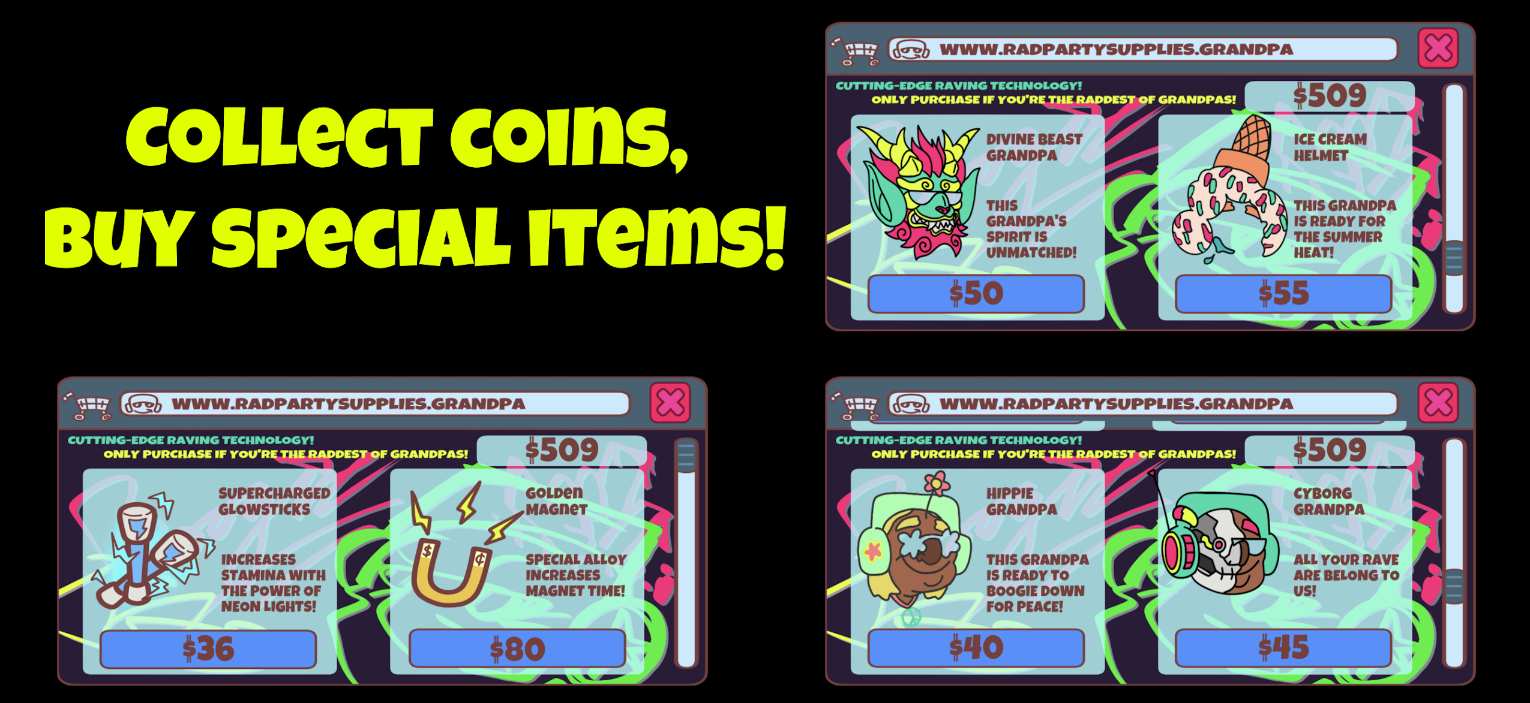 COLLECT COINS,
BUY SPECIAL ITEMS!
WWW.RADPARTYSUPPLIES.GRANDPA
CUTTING-EDGE RAVING TECHNOLOGY!
ONLY PURCHASE IF YOU'RE THE RADDEST OF GRANDPAS!
$509
DIVINE BEAST
GRANDPA
THIS
GRANDPA'S
SPIRIT IS
UNMATCHED!
$50
ICE CREAM
HELMET
THIS GRANDPA
IS READY FOR
THE SUMMER
HEAT!
$55
WWW.RADPARTYSUPPLIES.GRANDPA
CUTTING-EDGE RAVING TECHNOLOGY!
ONLY PURCHASE IF YOU'RE THE RADDEST OF GRANDPAS!
$509
SUPERCHARGED
GLOWSTICKS
INCREASES
STAMINA WITH
THE POWER OF
NEON LIGHTS!
$36
Golden
Magnet
$
¢
SPECIAL ALLOY
INCREASES
MAGNET TIME!
$80
WWW.RADPARTYSUPPLIES.GRANDPA
CUTTING-EDGE RAVING TECHNOLOGY!
ONLY PURCHASE IF YOU'RE THE RADDEST OF GRANDPAS!
$509
HIPPIE
GRANDPA
THIS GRANDPA
IS READY TO
BOOGIE DOWN
FOR PEACE!
$40
CYBORG
GRANDPA
ALL YOUR RAVE
ARE BELONG TO
US!
$45